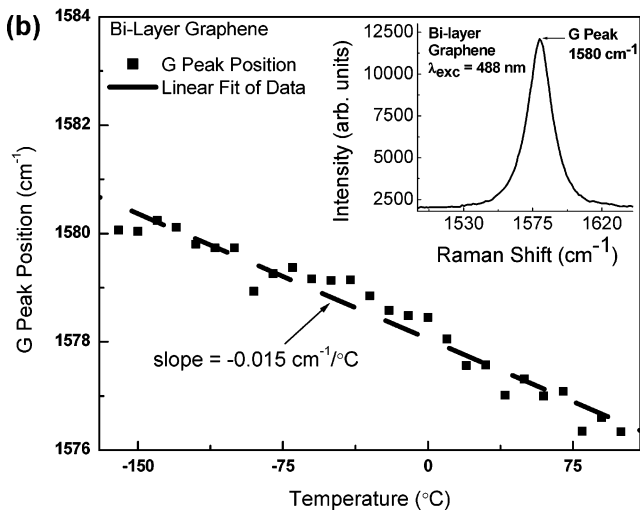 (b)
1584
1582
1580
1578
1576
G Peak Position (cm-1)
Bi-Layer Graphene
G Peak Position
Linear Fit of Data
slope = -0.015 cm-1/°C
-150
-75
0
75
Temperature (°C)
12500
10000
7500
5000
2500
Intensity (arb. units)
Bi-layer
Graphene
λexc = 488 nm
G Peak
1580 cm-1
1530
1575
1620
Raman Shift (cm-1)